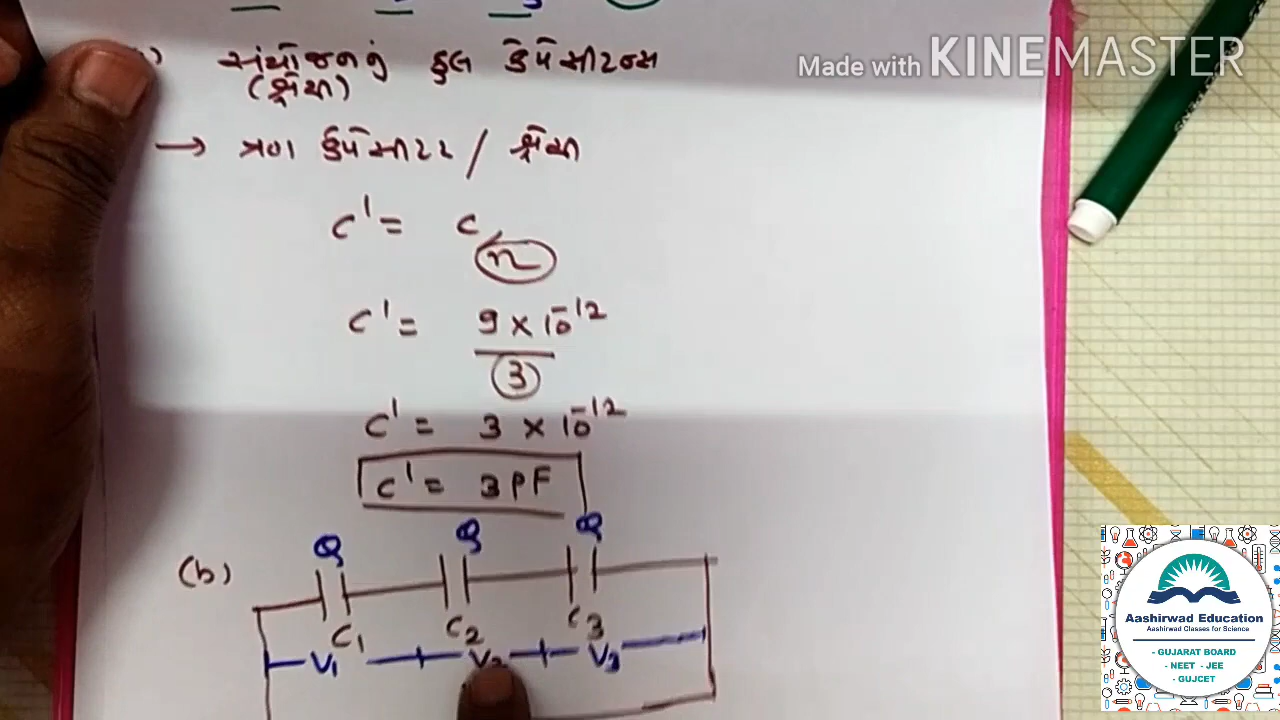 સંયોજનનું કુલ કેપેસીટન્સ
(શ્રેણી)
Made with KINEMASTER
→ ત્રણ કેપેસીટર / શ્રેણી
C' = C/n
C' = 9 × 10⁻¹²
3
C' = 3 × 10⁻¹²
C' = 3 PF
(b)
Q Q Q
C1 C2 C3
V1 V2 V3
Aashirwad Education
Aashirwad Classes for Science
- GUJARAT BOARD
- NEET - JEE
- GUJCET